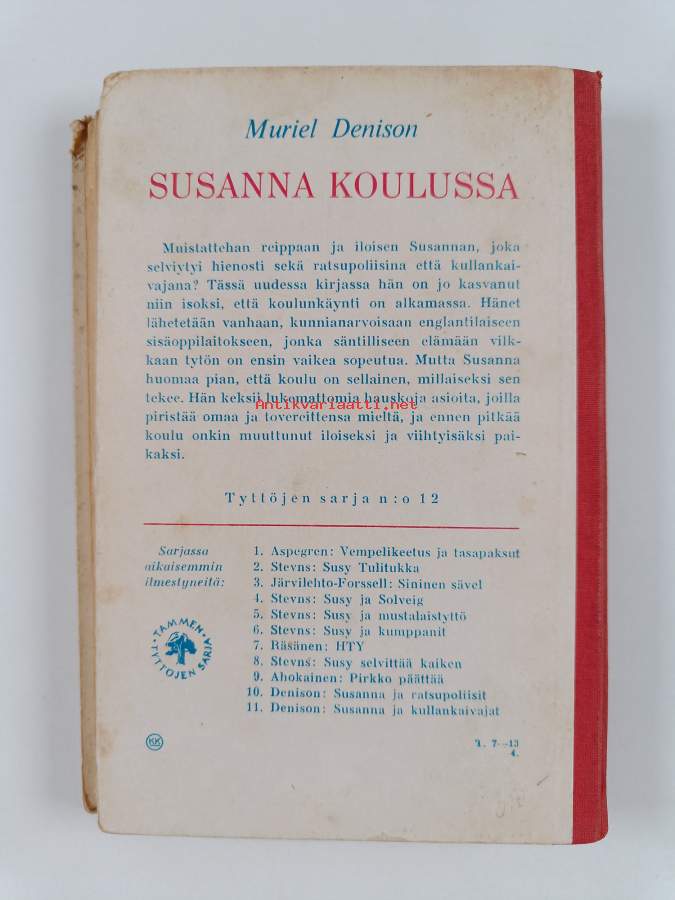 Muriel Denison
SUSANNA KOULUSSA
Muistattehan reippaan ja iloisen Susannan, joka
selviytyi hienosti sekä ratsupoliisina että kullankai-
vajana? Tässä uudessa kirjassa hän on jo kasvanut
niin isoksi, että koulunkäynti on alkamassa. Hänet
lähetetään vanhaan, kunnianarvoisaan englantilaiseen
sisäoppilaitokseen, jonka säntilliseen elämään vilk-
kaan tytön on ensin vaikea sopeutua. Mutta Susanna
huomaa pian, että koulu on sellainen, millaiseksi sen
tekee. Hän keksii lukemattomia hauskoja asioita, joilla
Antikvariaatti.net
piristää omaa ja tovereittensa mieltä, ja ennen pitkää
koulu onkin muuttunut iloiseksi ja viihtyisäksi pai-
kaksi.
Tyttöjen sarja n:o 12
Sarjassa
aikaisemmin
ilmestyneitä:
1. Aspegren: Vempelikeetus ja tasapaksut
2. Stevns: Susy Tulitukka
3. Järvilehto-Forssell: Sininen sävel
4. Stevns: Susy ja Solveig
5. Stevns: Susy ja mustalaistyttö
6. Stevns: Susy ja kumppanit
7. Räsänen: HTY
8. Stevns: Susy selvittää kaiken
9. Ahokainen: Pirkko päättää
10. Denison: Susanna ja ratsupoliisit
11. Denison: Susanna ja kullankaivajat
TAMMEN
TYTTÖJEN SARJA
KK
T. 7—13
4.